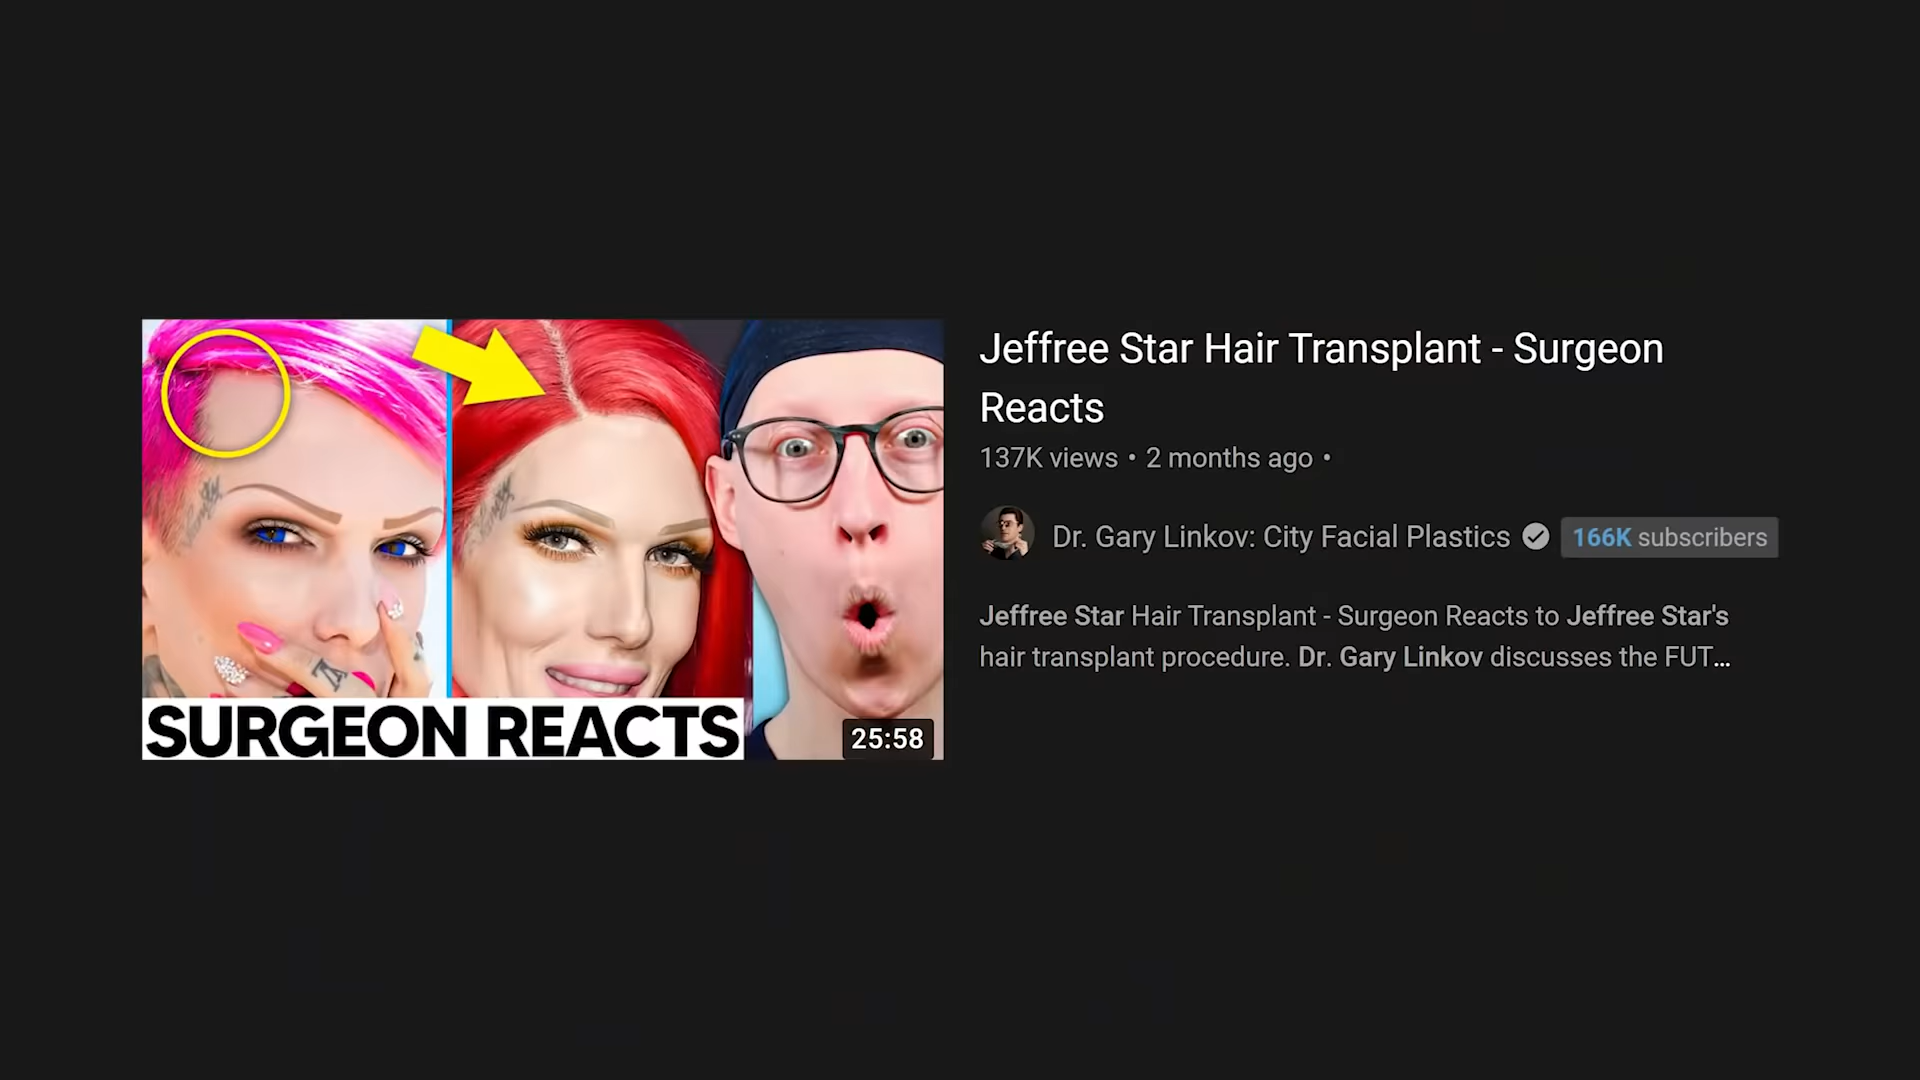 SURGEON REACTS
25:58
Jeffree Star Hair Transplant - Surgeon
Reacts
137K views • 2 months ago •
Dr. Gary Linkov: City Facial Plastics 166K subscribers
Jeffree Star Hair Transplant - Surgeon Reacts to Jeffree Star's
hair transplant procedure. Dr. Gary Linkov discusses the FUT...